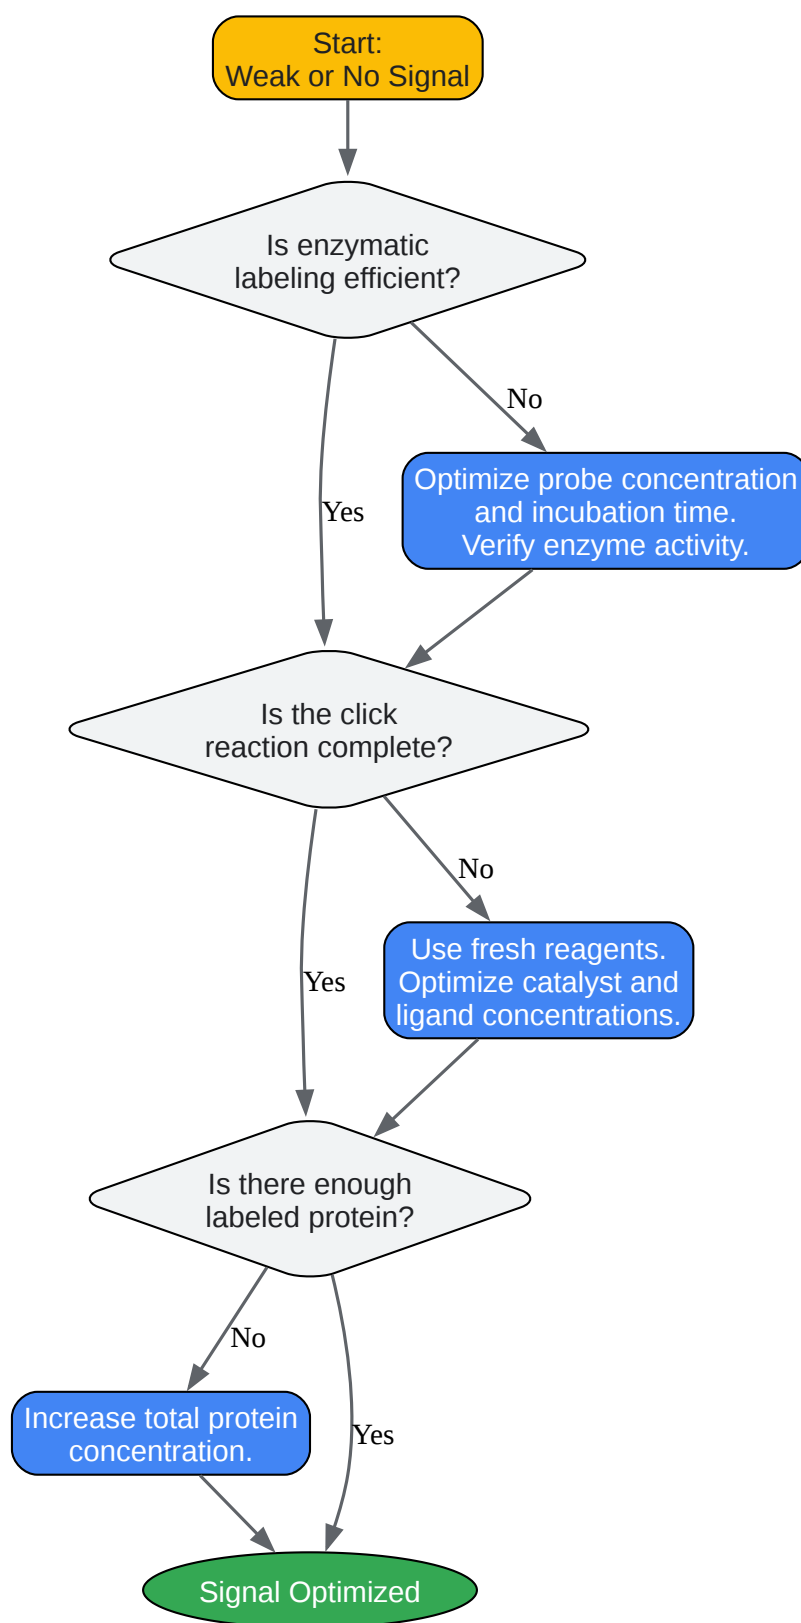 Start:
Weak or No Signal
Is enzymatic
labeling efficient?
No
Optimize probe concentration
and incubation time.
Verify enzyme activity.
Yes
Is the click
reaction complete?
No
Use fresh reagents.
Optimize catalyst and
ligand concentrations.
Yes
Is there enough
labeled protein?
No
Increase total protein
concentration.
Yes
Signal Optimized